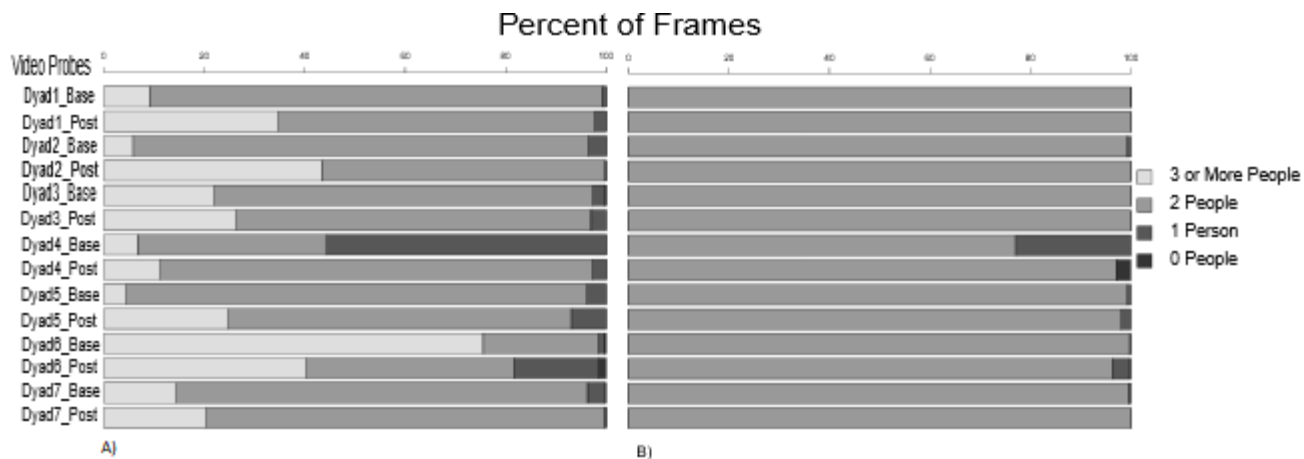 Percent of Frames
Video Probes
0 20 40 60 80 100 0 20 40 60 80 100
Dyad1_Base
Dyad1_Post
Dyad2_Base
Dyad2_Post
Dyad3_Base
Dyad3_Post
Dyad4_Base
Dyad4_Post
Dyad5_Base
Dyad5_Post
Dyad6_Base
Dyad6_Post
Dyad7_Base
Dyad7_Post
3 or More People
2 People
1 Person
0 People
A)
B)